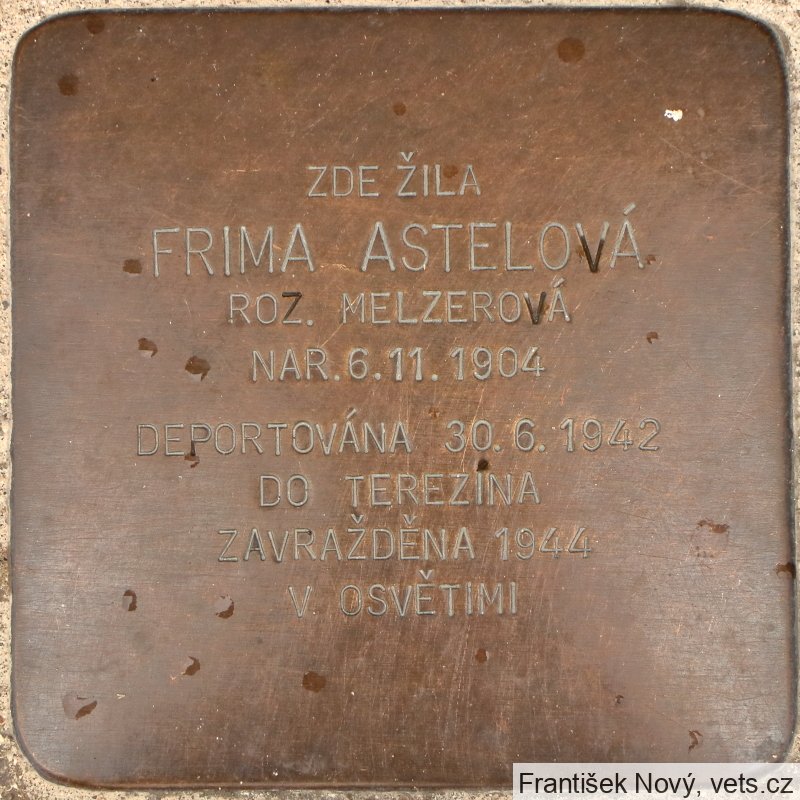 ZDE ŽILA
FRIMA ASTELOVÁ
ROZ. MELZEROVÁ
NAR. 6. 11. 1904
DEPORTOVÁNA 30. 6. 1942
DO TEREZÍNA
ZAVRAŽDĚNA 1944
V OSVĚTIMI
František Nový, vets.cz